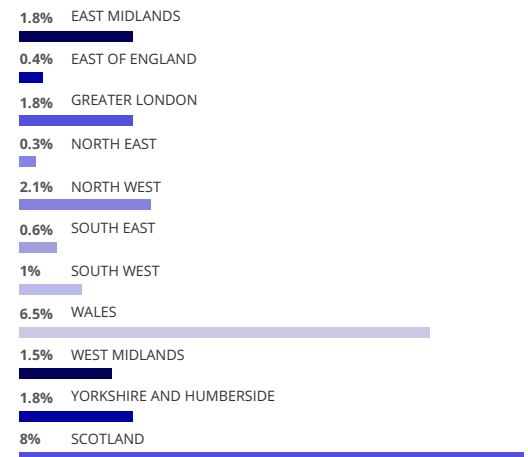 1.8% EAST MIDLANDS
0.4% EAST OF ENGLAND
1.8% GREATER LONDON
0.3% NORTH EAST
2.1% NORTH WEST
0.6% SOUTH EAST
1% SOUTH WEST
6.5% WALES
1.5% WEST MIDLANDS
1.8% YORKSHIRE AND HUMBERSIDE
8% SCOTLAND